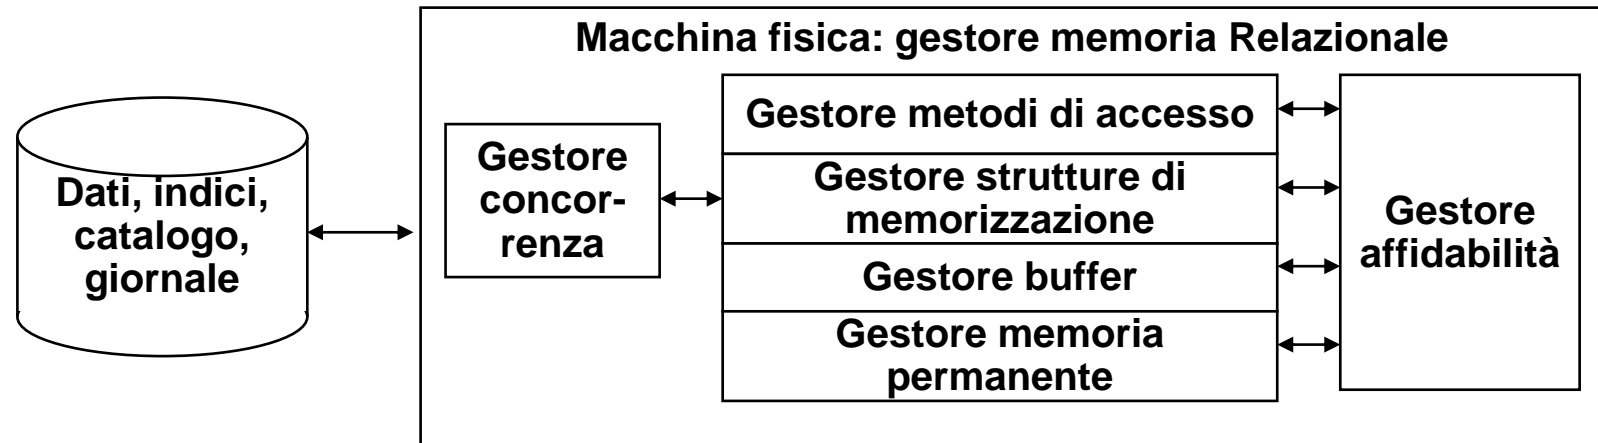 Macchina fisica: gestore memoria Relazionale
Dati, indici,
catalogo,
giornale
Gestore
concor-
renza
Gestore metodi di accesso
Gestore strutture di
memorizzazione
Gestore buffer
Gestore memoria
permanente
Gestore
affidabilità